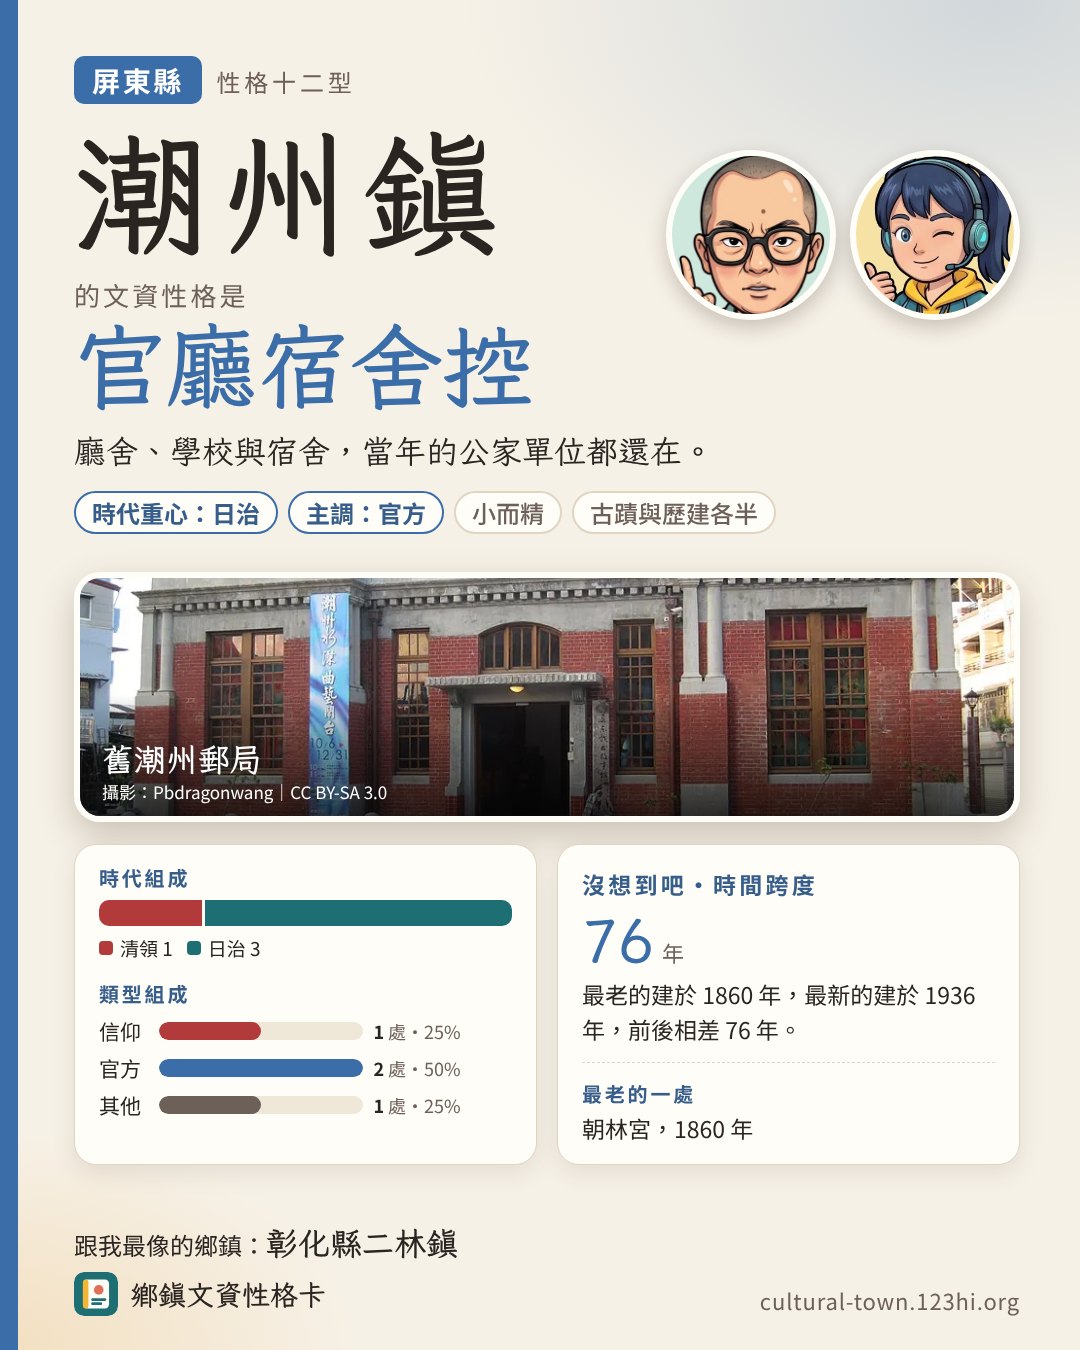 屏東縣 性格十二型
潮州鎮
的文資性格是
官廳宿舍控
廳舍、學校與宿舍，當年的公家單位都還在。
時代重心：日治 主調：官方 小而精 古蹟與歷建各半
潮州
10/6
12/31
舊潮州郵局
攝影：Pbdragonwang｜CC BY-SA 3.0
時代組成
清領 1 日治 3
類型組成
信仰 1 處・25%
官方 2 處・50%
其他 1 處・25%
沒想到吧・時間跨度
76 年
最老的建於 1860 年，最新的建於 1936
年，前後相差 76 年。
最老的一處
朝林宮，1860 年
跟我最像的鄉鎮：彰化縣二林鎮
鄉鎮文資性格卡
cultural-town.123hi.org